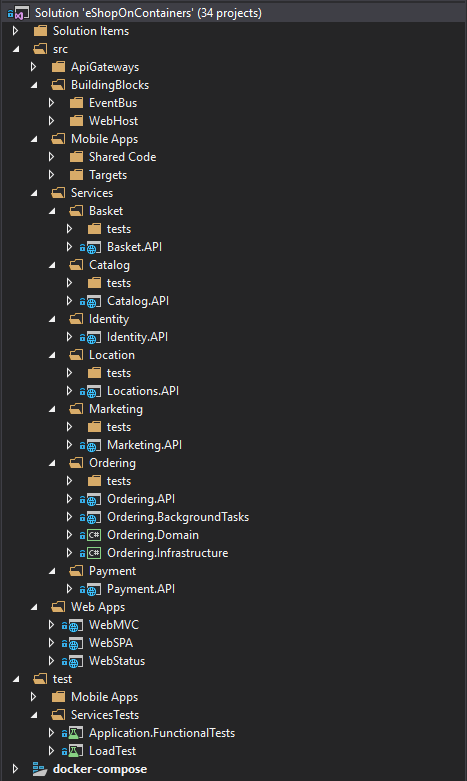 Solution 'eShopOnContainers' (34 projects)
Solution Items
src
ApiGateways
BuildingBlocks
EventBus
WebHost
Mobile Apps
Shared Code
Targets
Services
Basket
tests
Basket.API
Catalog
tests
Catalog.API
Identity
Identity.API
Location
tests
Locations.API
Marketing
tests
Marketing.API
Ordering
tests
Ordering.API
Ordering.BackgroundTasks
C# Ordering.Domain
C# Ordering.Infrastructure
Payment
Payment.API
Web Apps
WebMVC
WebSPA
WebStatus
test
Mobile Apps
ServicesTests
Application.FunctionalTests
LoadTest
docker-compose